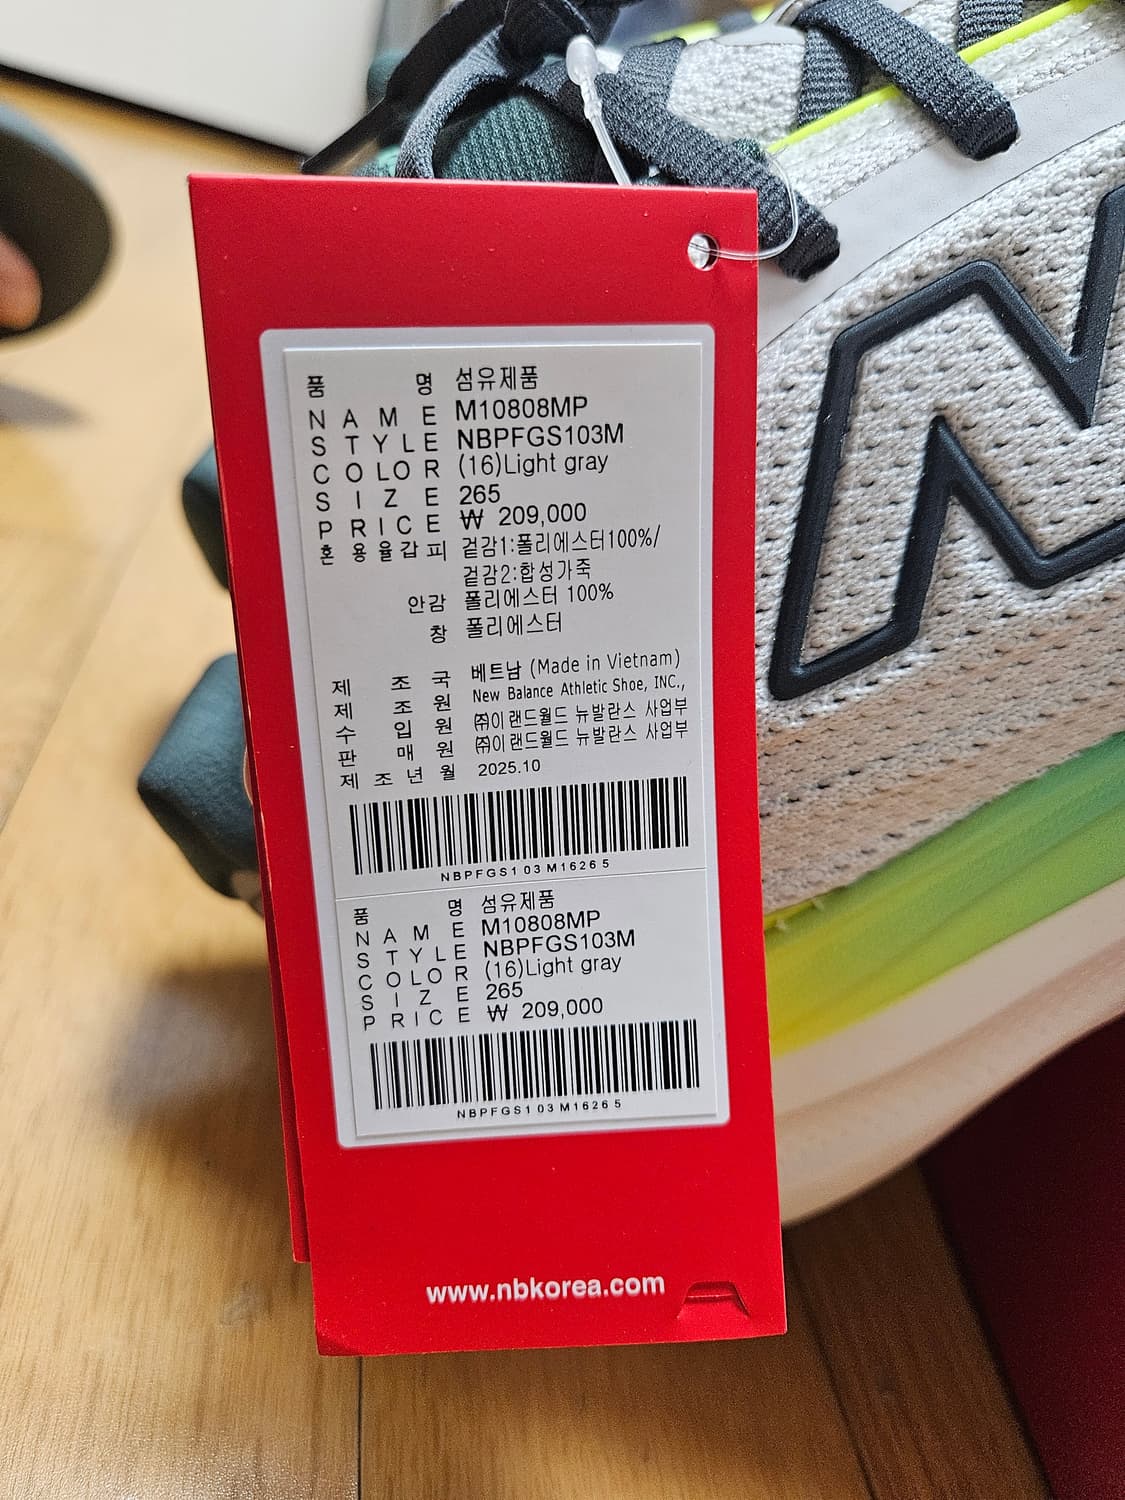 품 명 섬유제품
NAME M10808MP
STYLE NBPFGS103M
COLOR (16)Light gray
SIZE 265
PRICE ₩ 209,000
혼용율갑피 겉감1:폴리에스터100%/
겉감2:합성가죽
안감 폴리에스터 100%
창 폴리에스터
제조국 베트남 (Made in Vietnam)
제조원 New Balance Athletic Shoe, INC.,
수입원 ㈜이랜드월드 뉴발란스 사업부
판매원 ㈜이랜드월드 뉴발란스 사업부
제조년월 2025.10
NBPFGS103M16265
품 명 섬유제품
NAME M10808MP
STYLE NBPFGS103M
COLOR (16)Light gray
SIZE 265
PRICE ₩ 209,000
NBPFGS103M16265
www.nbkorea.com
N